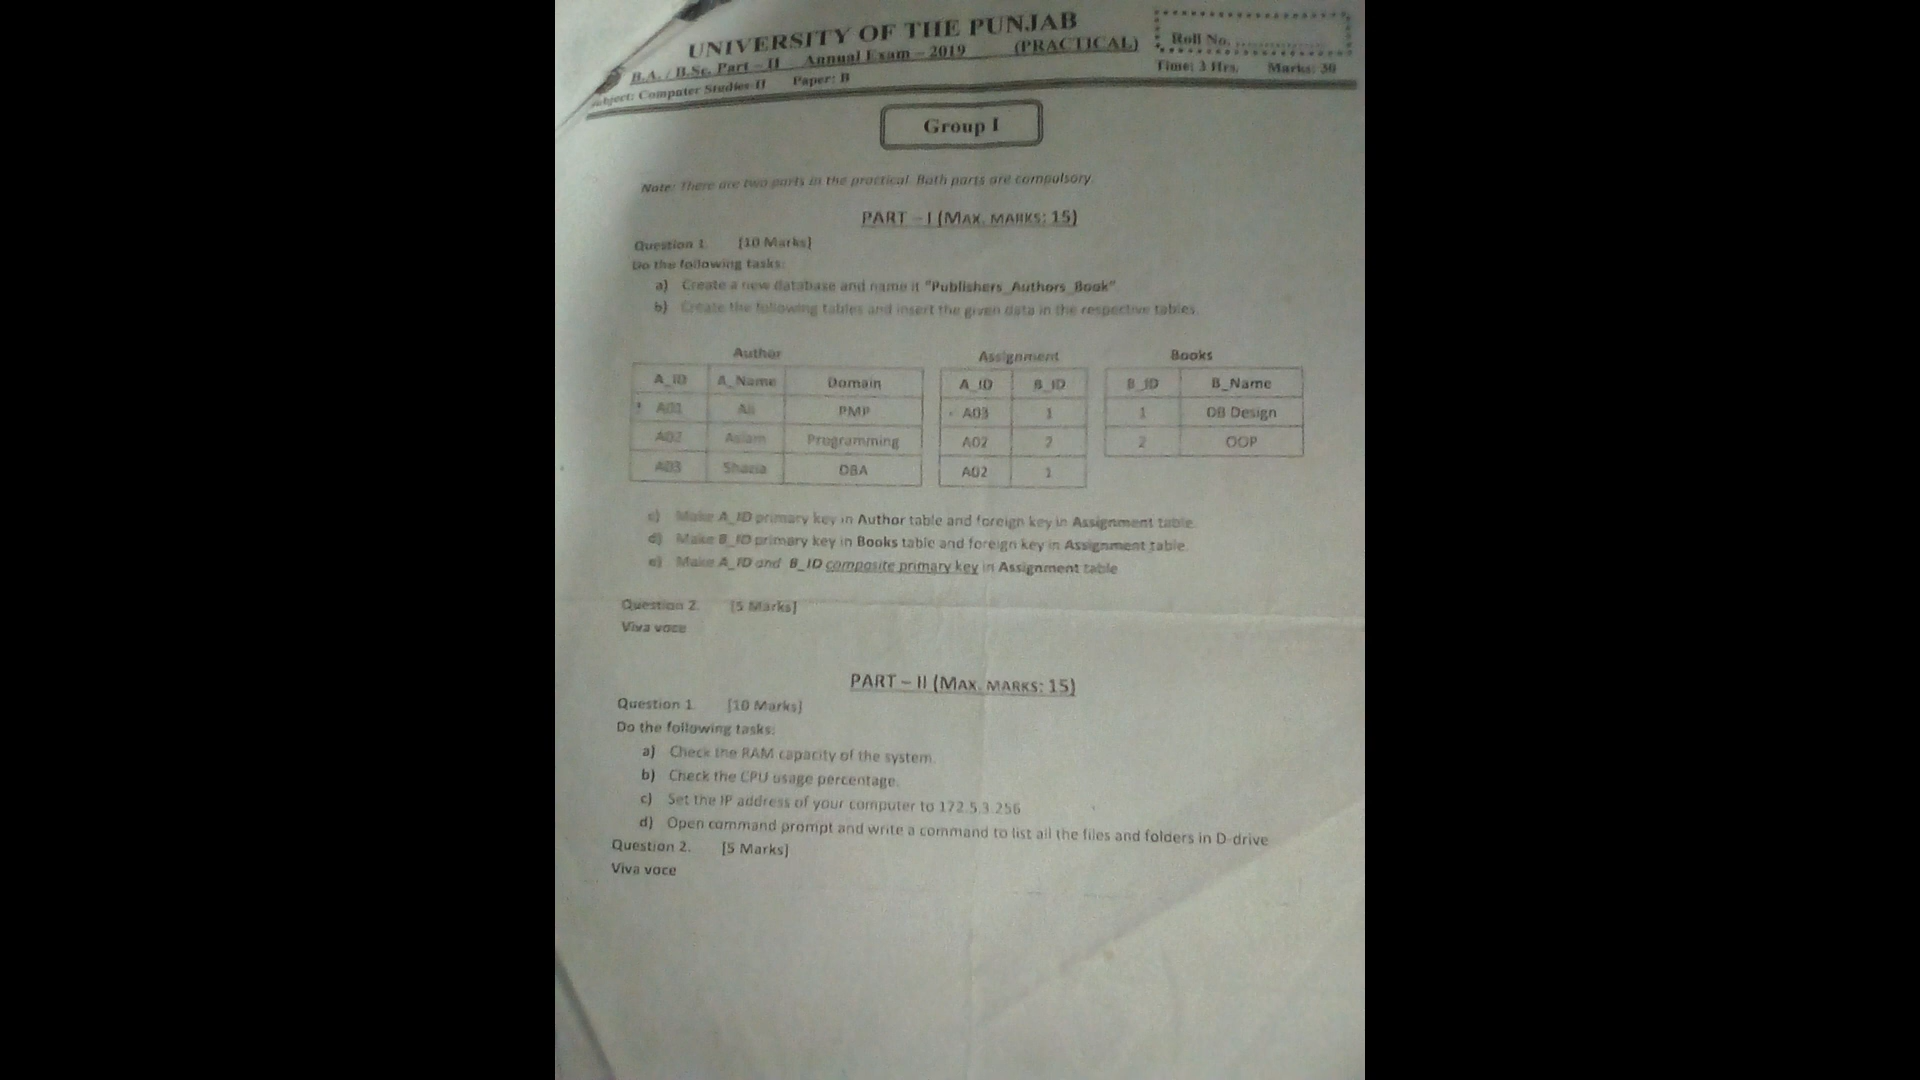 UNIVERSITY OF THE PUNJAB
Roll No. ..................
B.A. / B.Sc. Part – II Annual Exam – 2019 (PRACTICAL)
Subject: Computer Studies-II Paper: B
Time: 3 Hrs. Marks: 30
Group I
Note: There are two parts in the practical. Both parts are compulsory.
PART – I (MAX. MARKS: 15)
Question 1. [10 Marks]
Do the following tasks:
a) Create a new database and name it "Publishers_Authors_Book"
b) Create the following tables and insert the given data in the respective tables.
Author
A_ID A_Name Domain
A01 Ali PMP
A02 Aslam Programming
A03 Shazia DBA
Assignment
A_ID B_ID
A03 1
A02 2
A02 1
Books
B_ID B_Name
1 DB Design
2 OOP
c) Make A_ID primary key in Author table and foreign key in Assignment table.
d) Make B_ID primary key in Books table and foreign key in Assignment table.
e) Make A_ID and B_ID composite primary key in Assignment table
Question 2. [5 Marks]
Viva voce
PART – II (MAX. MARKS: 15)
Question 1. [10 Marks]
Do the following tasks:
a) Check the RAM capacity of the system.
b) Check the CPU usage percentage.
c) Set the IP address of your computer to 172.5.3.256
d) Open command prompt and write a command to list all the files and folders in D-drive
Question 2. [5 Marks]
Viva voce